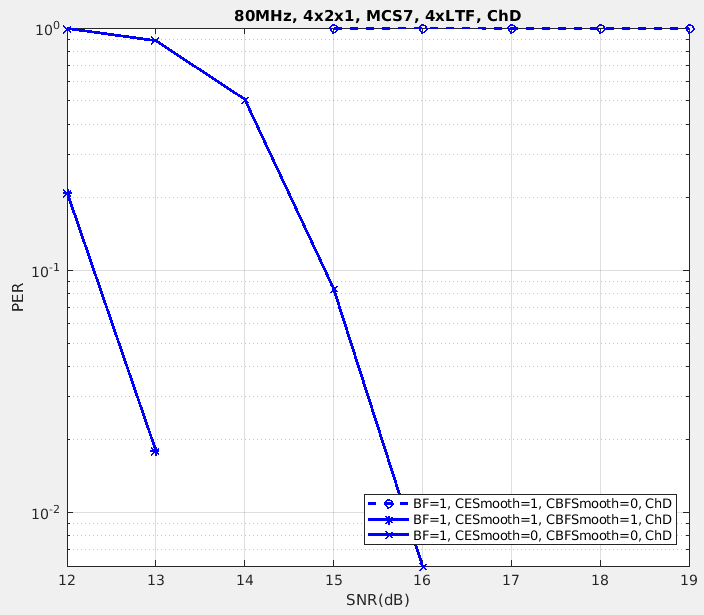 80MHz, 4x2x1, MCS7, 4xLTF, ChD
10^0
10^-1
10^-2
PER
BF=1, CESmooth=1, CBFSmooth=0, ChD
BF=1, CESmooth=1, CBFSmooth=1, ChD
BF=1, CESmooth=0, CBFSmooth=0, ChD
12 13 14 15 16 17 18 19
SNR(dB)